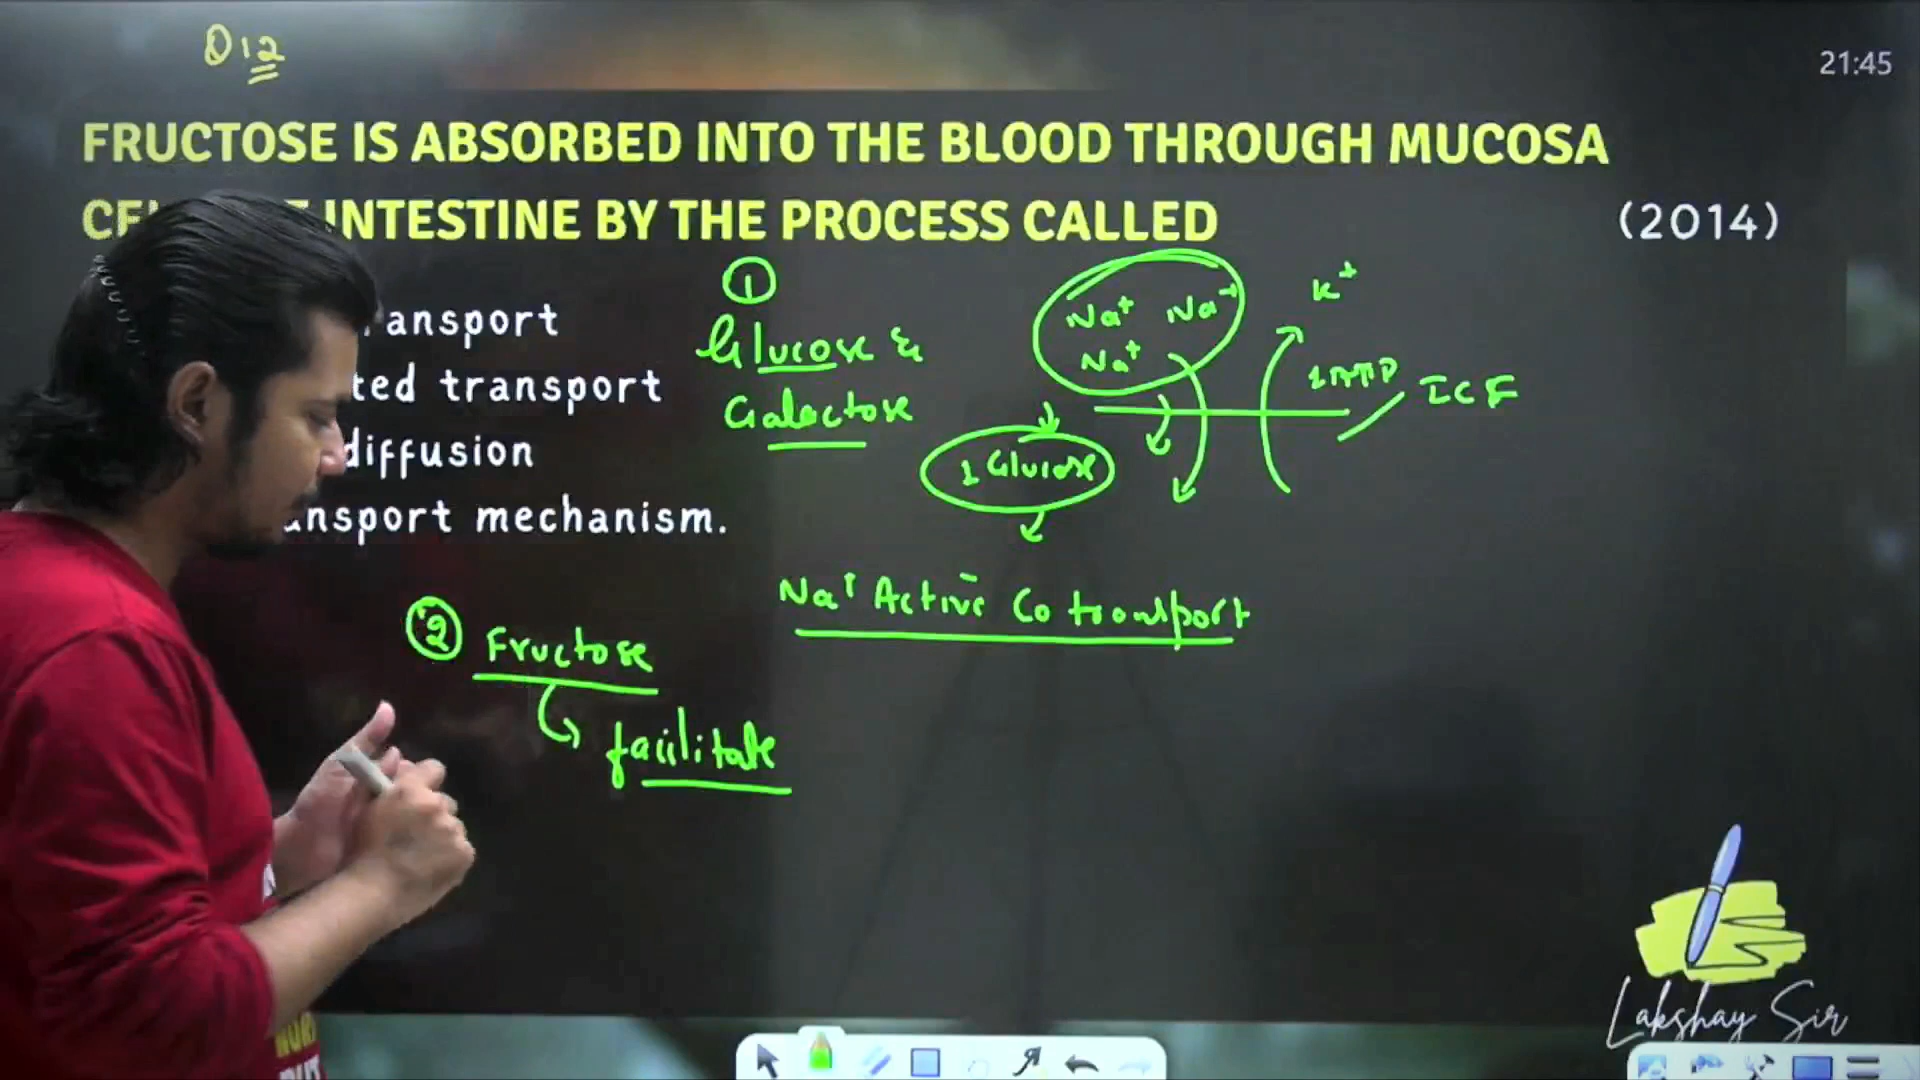 Q12
21:45
FRUCTOSE IS ABSORBED INTO THE BLOOD THROUGH MUCOSA
INTESTINE BY THE PROCESS CALLED
(2014)
ansport
ted transport
diffusion
ansport mechanism.
1
Glucose &
Galactose
Na+ Na+
Na+
K+
ICF
1 Glucose
Na+ Active Co transport
2 Fructose
facilitate
Lakshay Sir